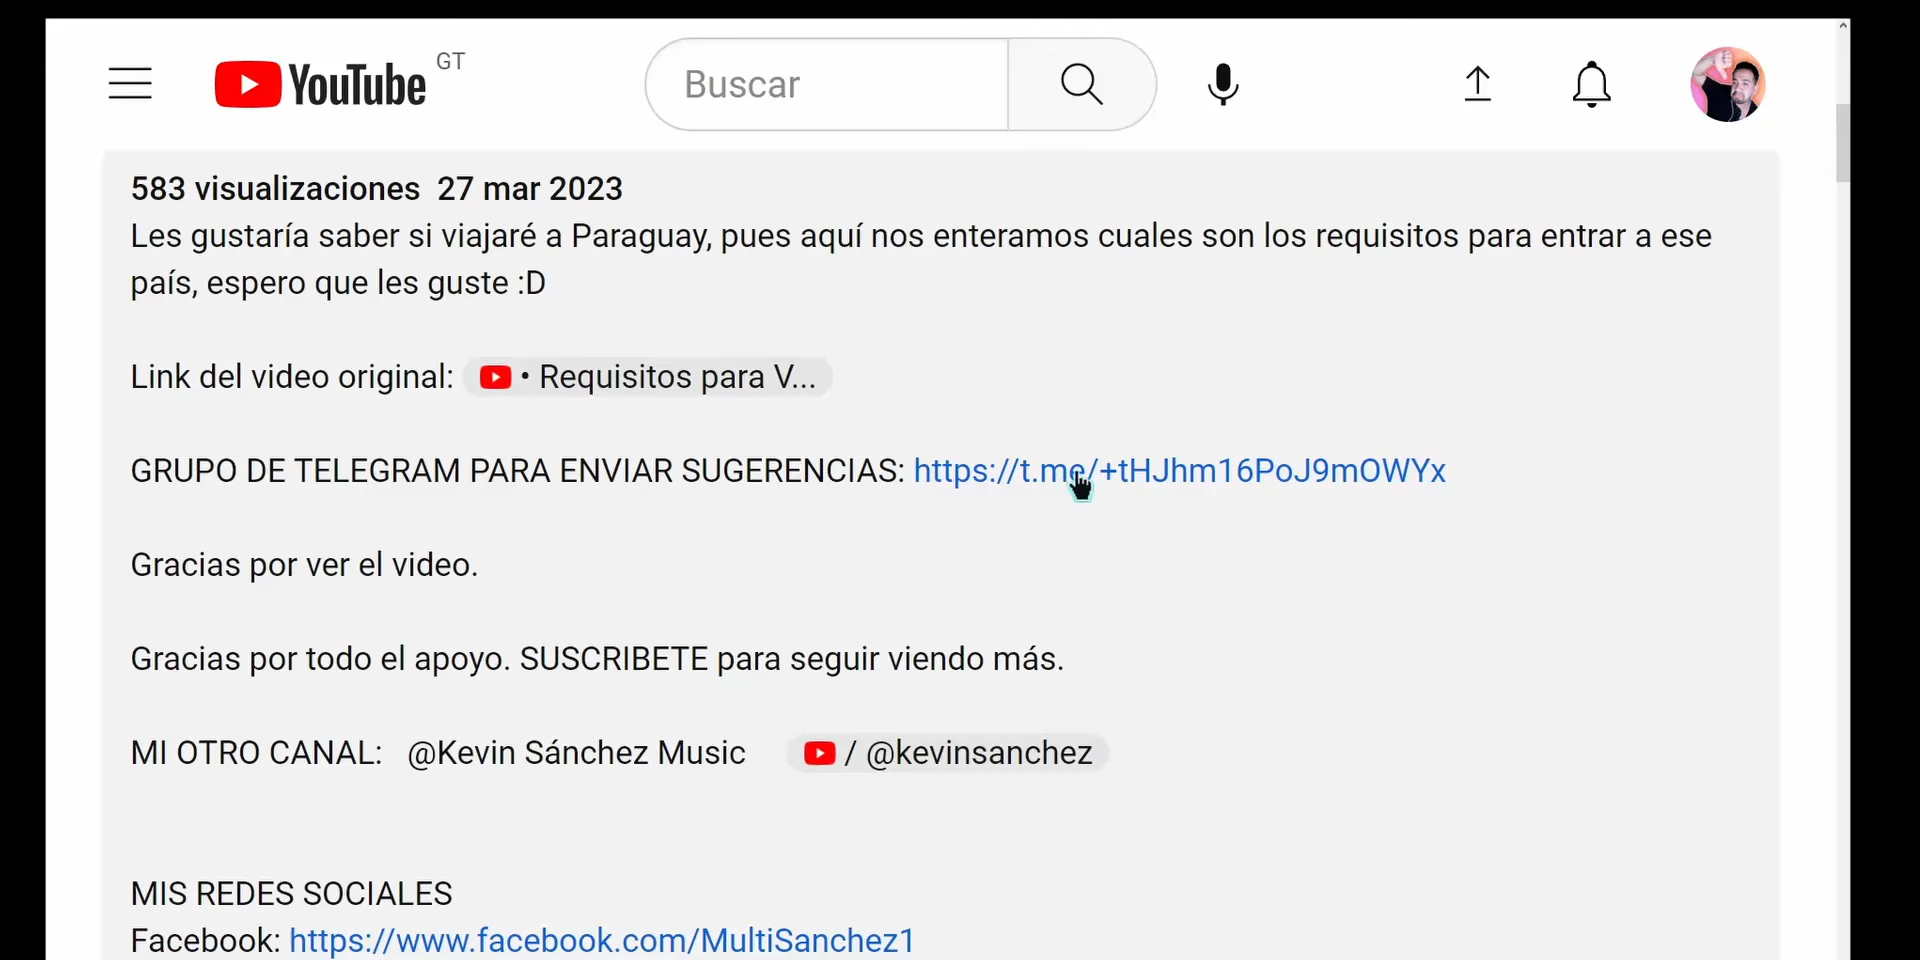 YouTube GT
Buscar
583 visualizaciones 27 mar 2023
Les gustaría saber si viajaré a Paraguay, pues aquí nos enteramos cuales son los requisitos para entrar a ese
país, espero que les guste :D
Link del video original: • Requisitos para V...
GRUPO DE TELEGRAM PARA ENVIAR SUGERENCIAS: https://t.me/+tHJhm16PoJ9mOWYx
Gracias por ver el video.
Gracias por todo el apoyo. SUSCRIBETE para seguir viendo más.
MI OTRO CANAL: @Kevin Sánchez Music / @kevinsanchez
MIS REDES SOCIALES
Facebook: https://www.facebook.com/MultiSanchez1